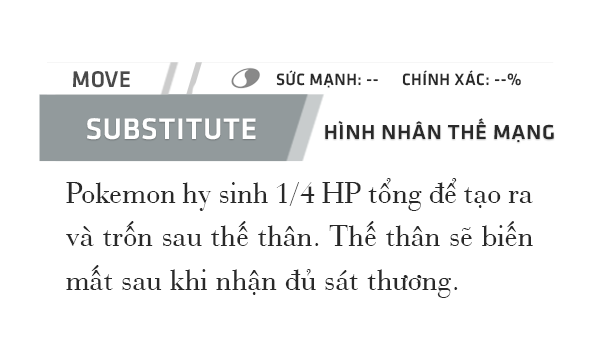 MOVE SỨC MẠNH: -- CHÍNH XÁC: --%
SUBSTITUTE HÌNH NHÂN THẾ MẠNG
Pokemon hy sinh 1/4 HP tổng để tạo ra
và trốn sau thế thân. Thế thân sẽ biến
mất sau khi nhận đủ sát thương.